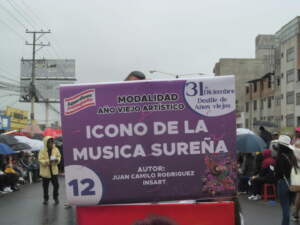 MODALIDAD
AÑO VIEJO ARTÍSTICO
31 Diciembre
Desfile de
Años viejos
ICONO DE LA
MUSICA SUREÑA
AUTOR:
JUAN CAMILO RODRIGUEZ
INSART
12